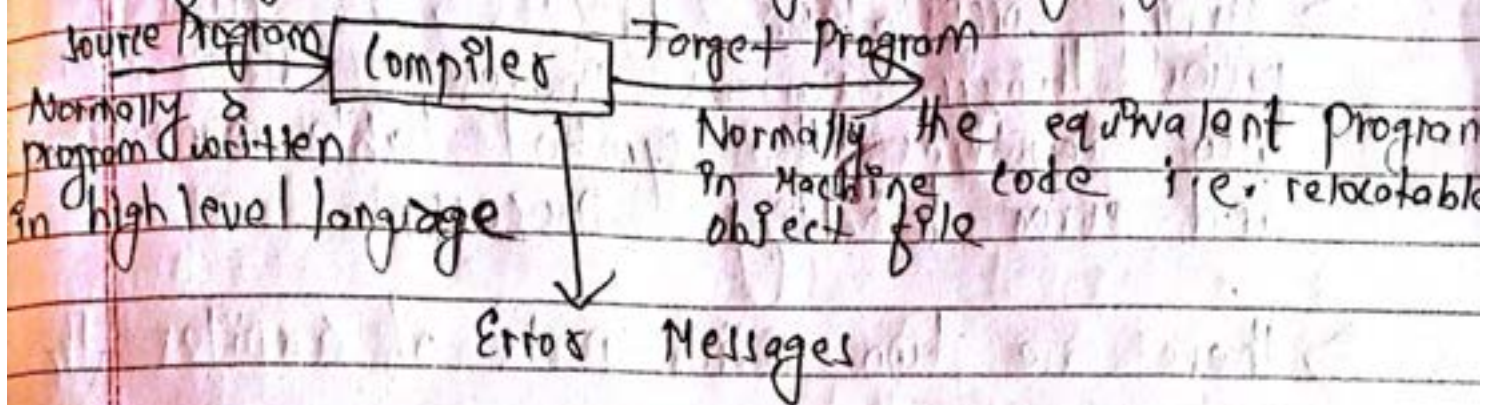 Source Program
Compiler
Target Program
Normally a
program written
in high level language
Normally the equivalent program
in Machine code i.e. relocatable
object file
Error Messages